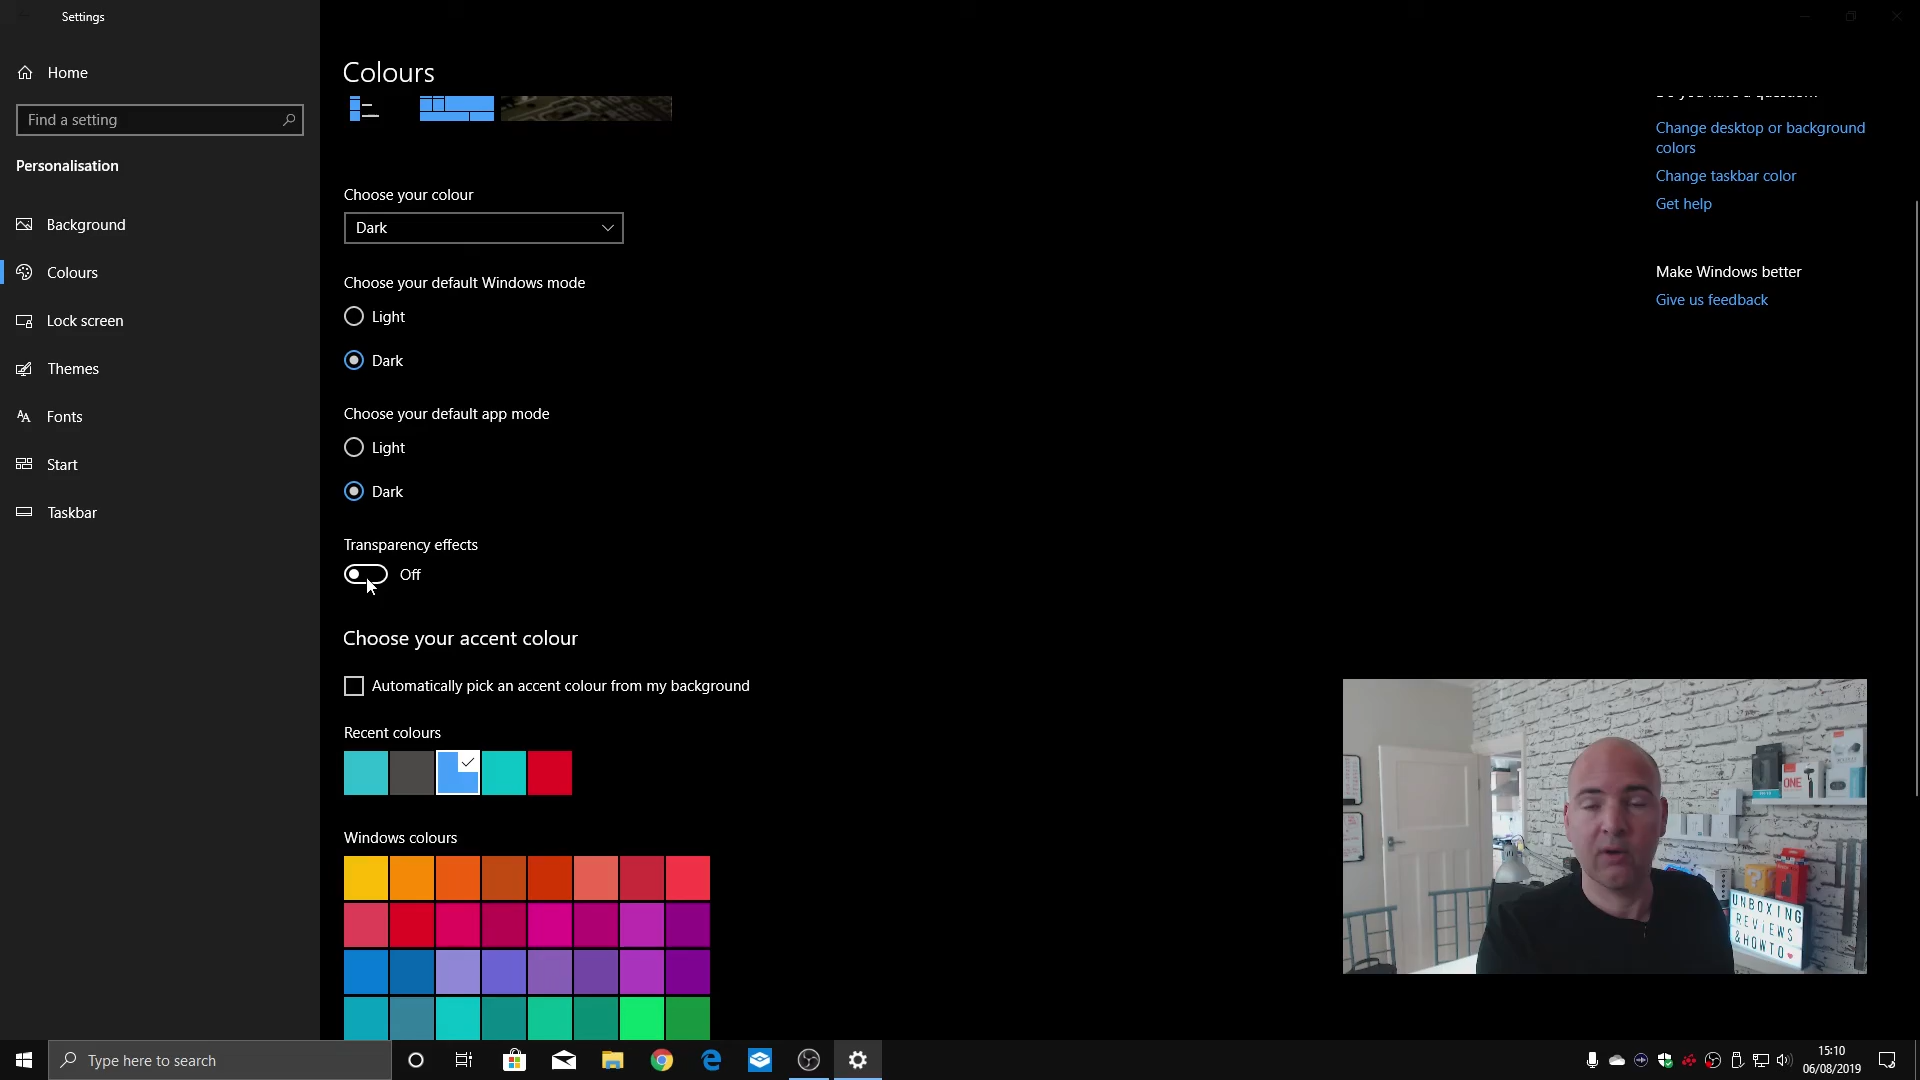 Settings
Home
Find a setting
Personalisation
Background
Colours
Lock screen
Themes
Fonts
Start
Taskbar
Colours
Choose your colour
Dark
Choose your default Windows mode
Light
Dark
Choose your default app mode
Light
Dark
Transparency effects
Off
Choose your accent colour
Automatically pick an accent colour from my background
Recent colours
Windows colours
Change desktop or background
colors
Change taskbar color
Get help
Make Windows better
Give us feedback
ONE
UNBOXING
REVIEWS
&HOWTO
Type here to search
15:10
06/08/2019